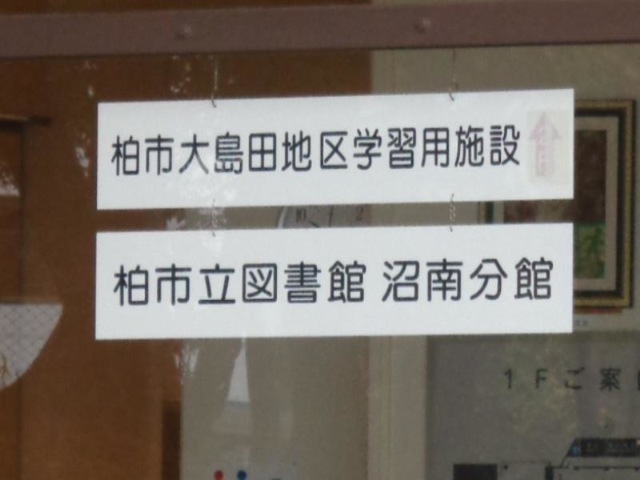 柏市大島田地区学習用施設
柏市立図書館 沼南分館
1Fご案